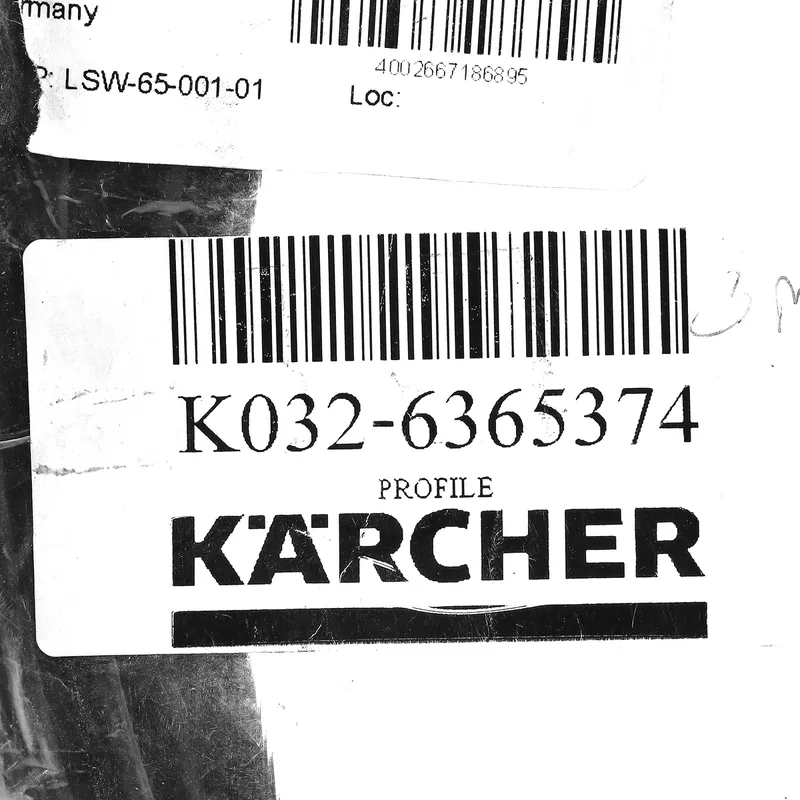 rmany
P: LSW-65-001-01
4002667186895
Loc:
K032-6365374
PROFILE
KÄRCHER